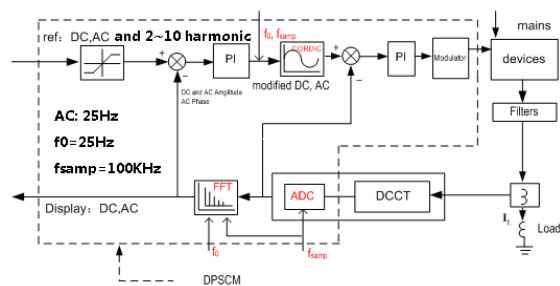 ref: DC,AC and 2~10 harmonic
f0, fsamp
mains
CORDIC
PI
PI
Modulator
devices
modified DC, AC
DC and AC Amplitude
AC Phase
AC: 25Hz
f0=25Hz
fsamp=100KHz
Filters
FFT
ADC
DCCT
Display: DC,AC
IL
Load
f0
fsamp
DPSCM